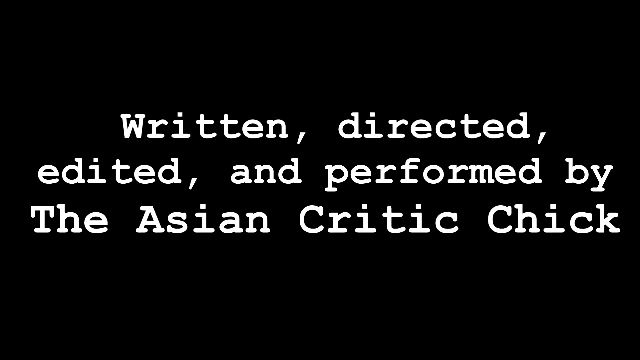 Written, directed,
edited, and performed by
The Asian Critic Chick